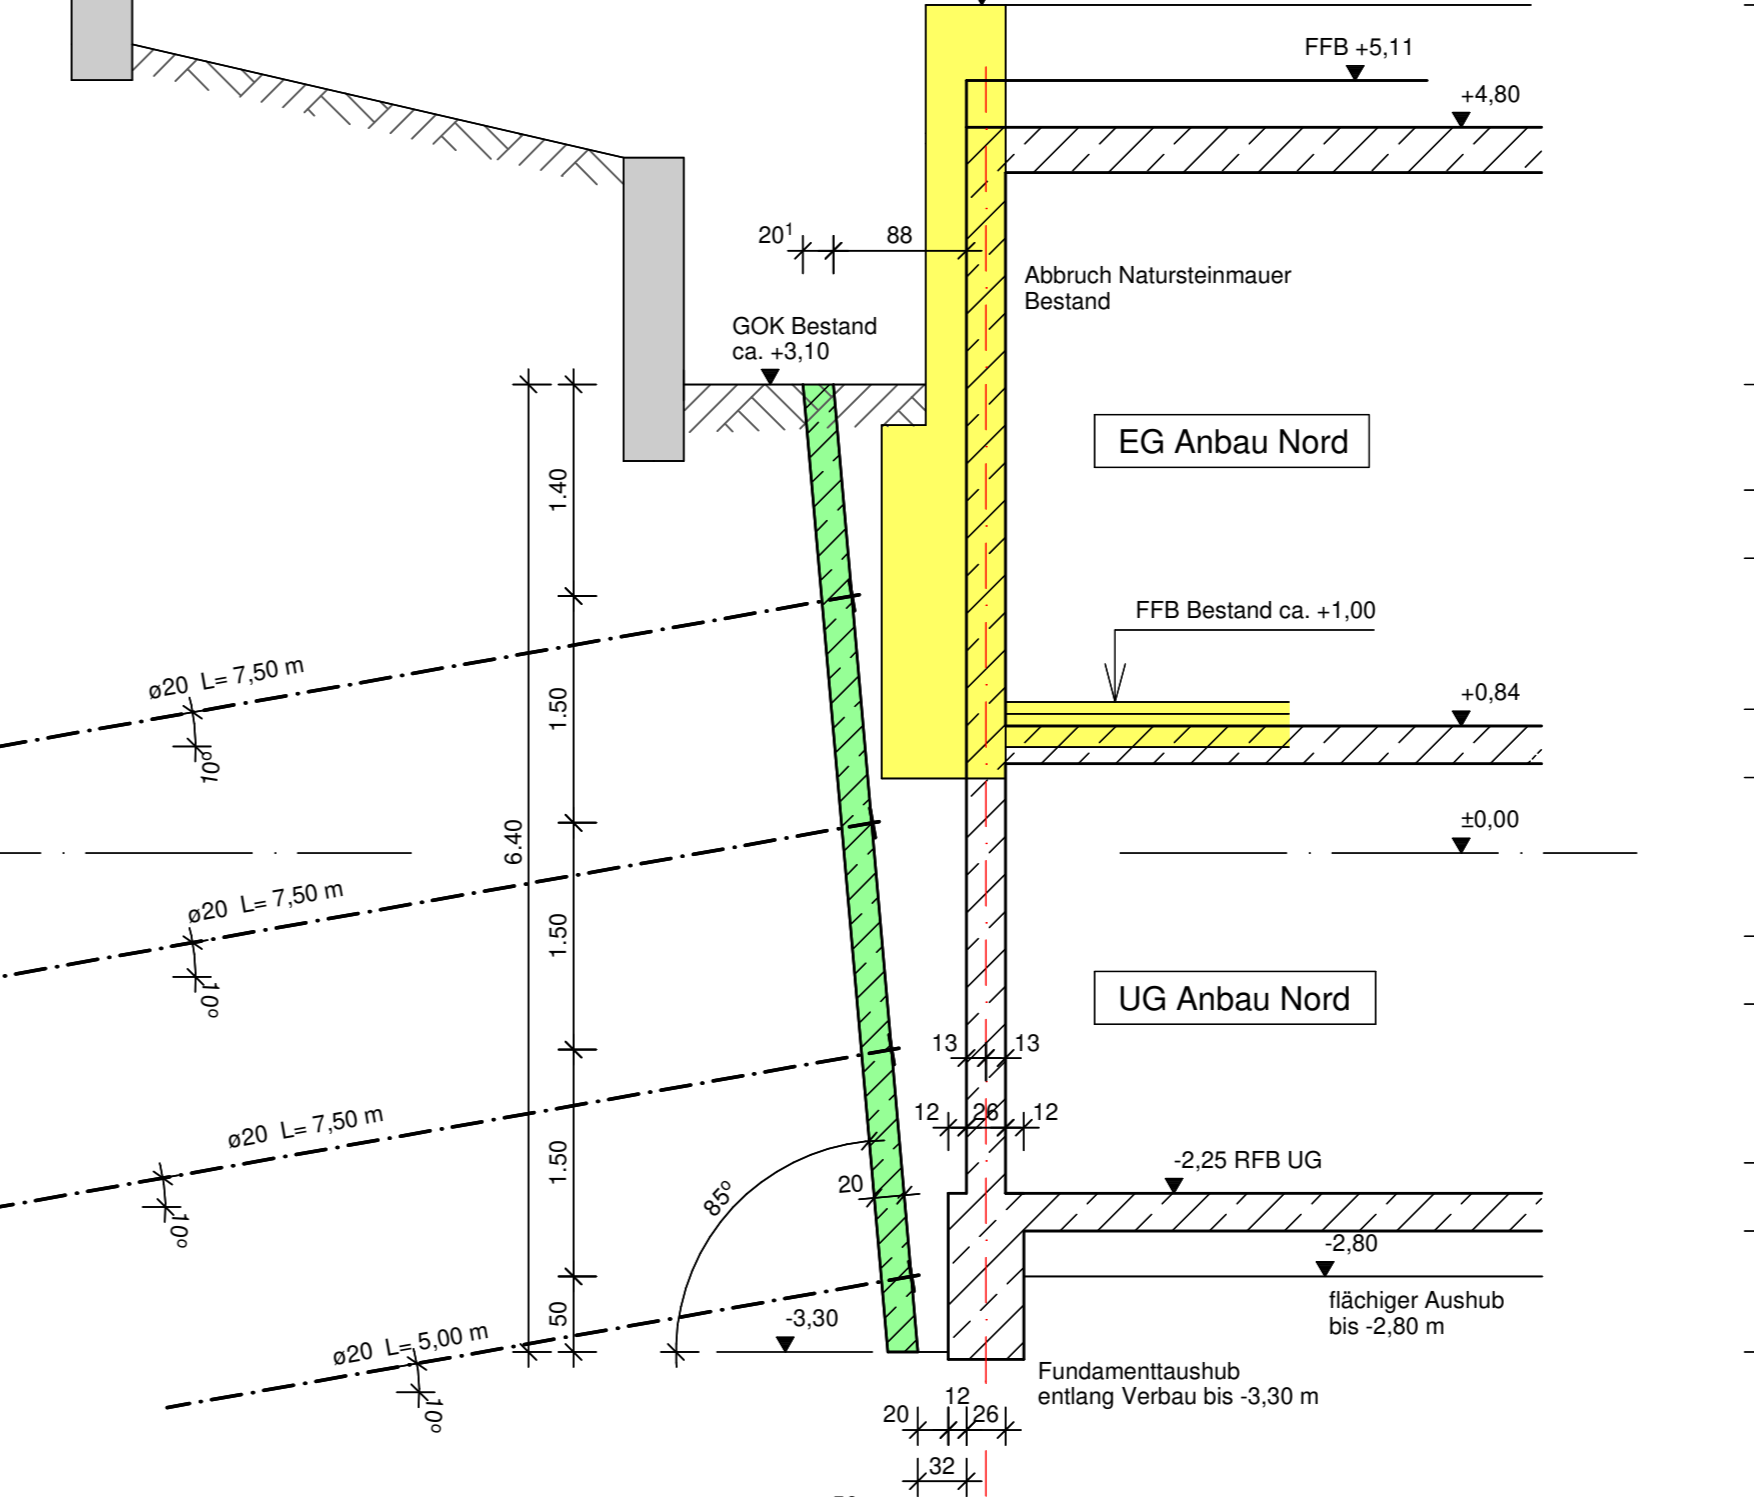 FFB +5,11
+4,80
20¹
88
Abbruch Natursteinmauer
Bestand
GOK Bestand
ca. +3,10
EG Anbau Nord
1.40
FFB Bestand ca. +1,00
ø20 L= 7,50 m
10°
1.50
+0,84
6.40
±0,00
ø20 L= 7,50 m
10°
1.50
UG Anbau Nord
13
13
12
26
12
ø20 L= 7,50 m
10°
1.50
85°
20
-2,25 RFB UG
-2,80
flächiger Aushub
bis -2,80 m
50
-3,30
ø20 L= 5,00 m
10°
Fundamenttaushub
entlang Verbau bis -3,30 m
20
12
26
32